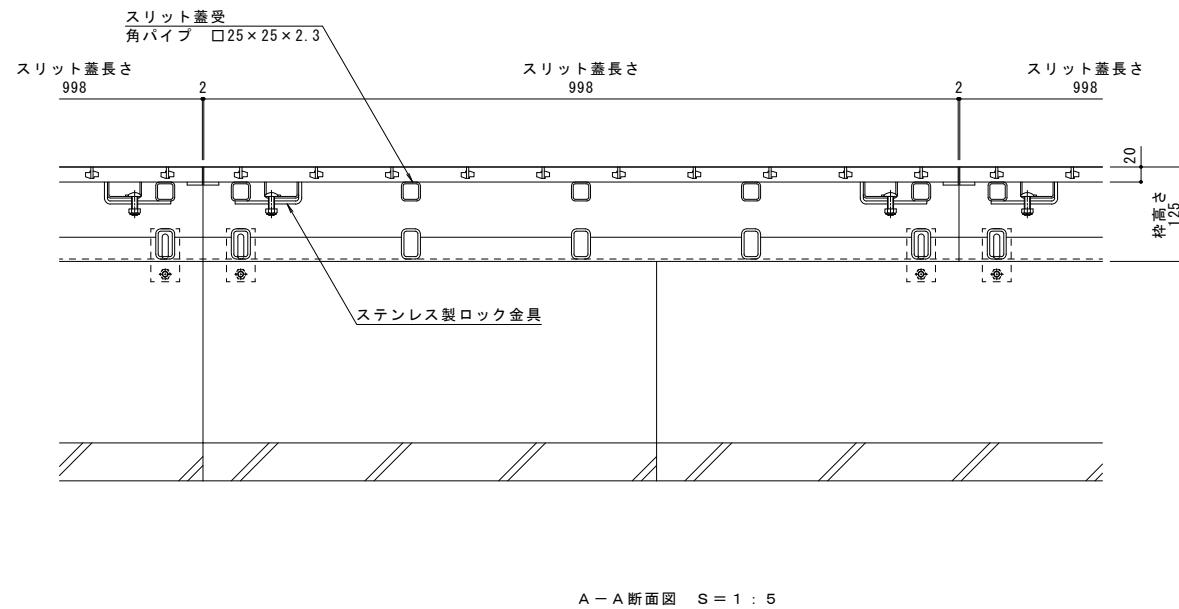 スリット蓋受
角パイプ 口25×25×2.3
スリット蓋長さ
998
2
スリット蓋長さ
998
2
スリット蓋長さ
998
20
枠高さ
125
ステンレス製ロック金具
A-A断面図 S=1:5